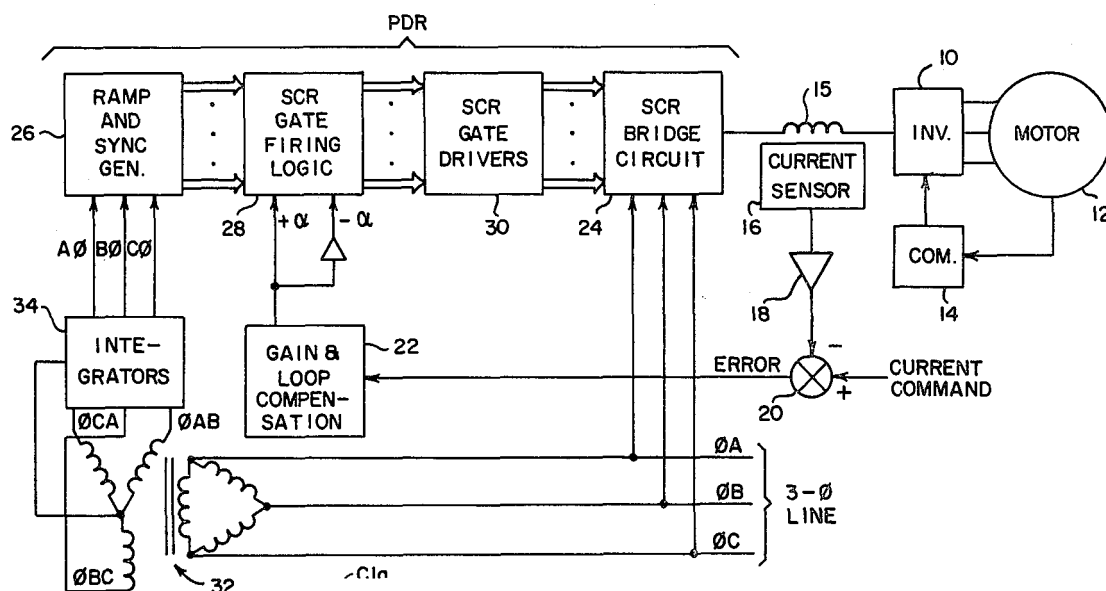 PDR
RAMP
AND
SYNC
GEN.
26
SCR
GATE
FIRING
LOGIC
28
+α
-α
SCR
GATE
DRIVERS
30
SCR
BRIDGE
CIRCUIT
24
15
CURRENT
SENSOR
16
10
INV.
MOTOR
12
COM.
14
18
AØ BØ CØ
34
INTE-
GRATORS
GAIN &
LOOP
COMPEN-
SATION
22
ERROR
-
+
20
CURRENT
COMMAND
ØCA
ØAB
ØBC
32
ØA
ØB
ØC
3-Ø
LINE